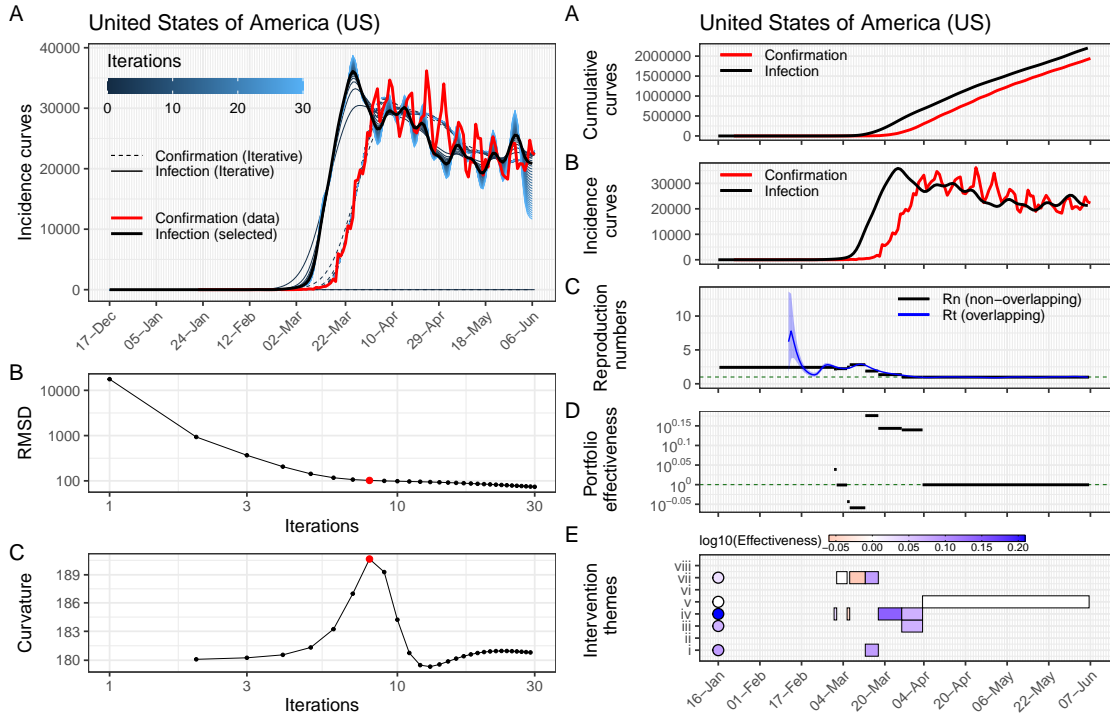 A
United States of America (US)
Incidence curves
40000
30000
20000
10000
0
Iterations
0 10 20 30
Confirmation (Iterative)
Infection (Iterative)
Confirmation (data)
Infection (selected)
17−Dec 05−Jan 24−Jan 12−Feb 02−Mar 22−Mar 10−Apr 29−Apr 18−May 06−Jun
B
RMSD
10000
1000
100
1 3 10 30
Iterations
C
Curvature
189
186
183
180
1 3 10 30
Iterations
A
United States of America (US)
Cumulative
curves
2000000
1500000
1000000
500000
0
Confirmation
Infection
B
Incidence
curves
30000
20000
10000
0
Confirmation
Infection
C
Reproduction
numbers
10
5
0
Rn (non−overlapping)
Rt (overlapping)
D
Portfolio
effectiveness
10^0.15
10^0.1
10^0.05
10^0
10^−0.05
E
log10(Effectiveness)
−0.05 0.00 0.05 0.10 0.15 0.20
Intervention
themes
viii
vii
vi
v
iv
iii
ii
i
16−Jan 01−Feb 17−Feb 04−Mar 20−Mar 04−Apr 20−Apr 06−May 22−May 07−Jun